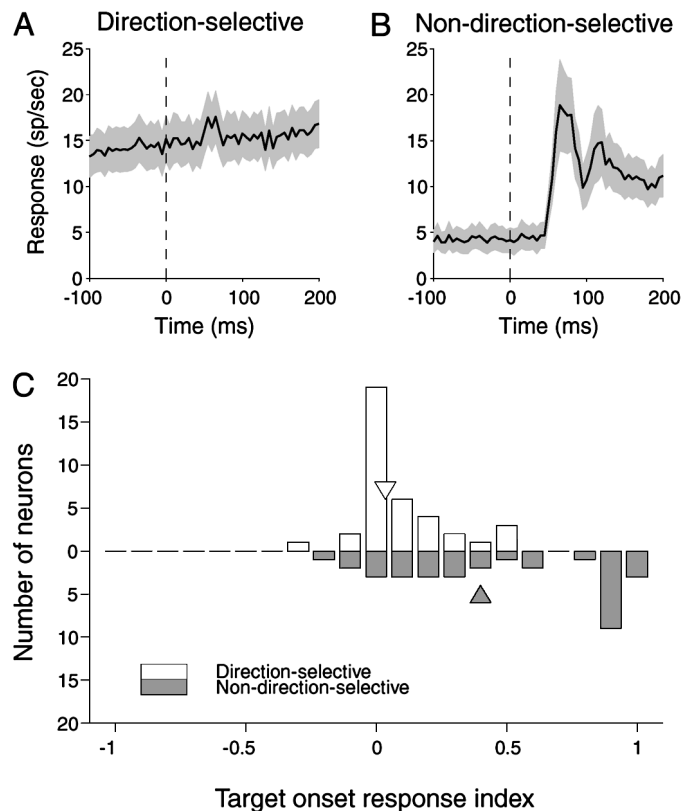 A Direction-selective
B Non-direction-selective
Response (sp/sec)
25
20
15
10
5
0
-100 0 100 200
Time (ms)
25
20
15
10
5
0
-100 0 100 200
Time (ms)
C
Number of neurons
20
15
10
5
0
5
10
15
20
Direction-selective
Non-direction-selective
-1 -0.5 0 0.5 1
Target onset response index